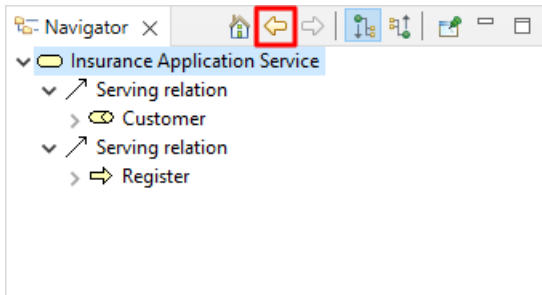 Navigator
Insurance Application Service
Serving relation
Customer
Serving relation
Register